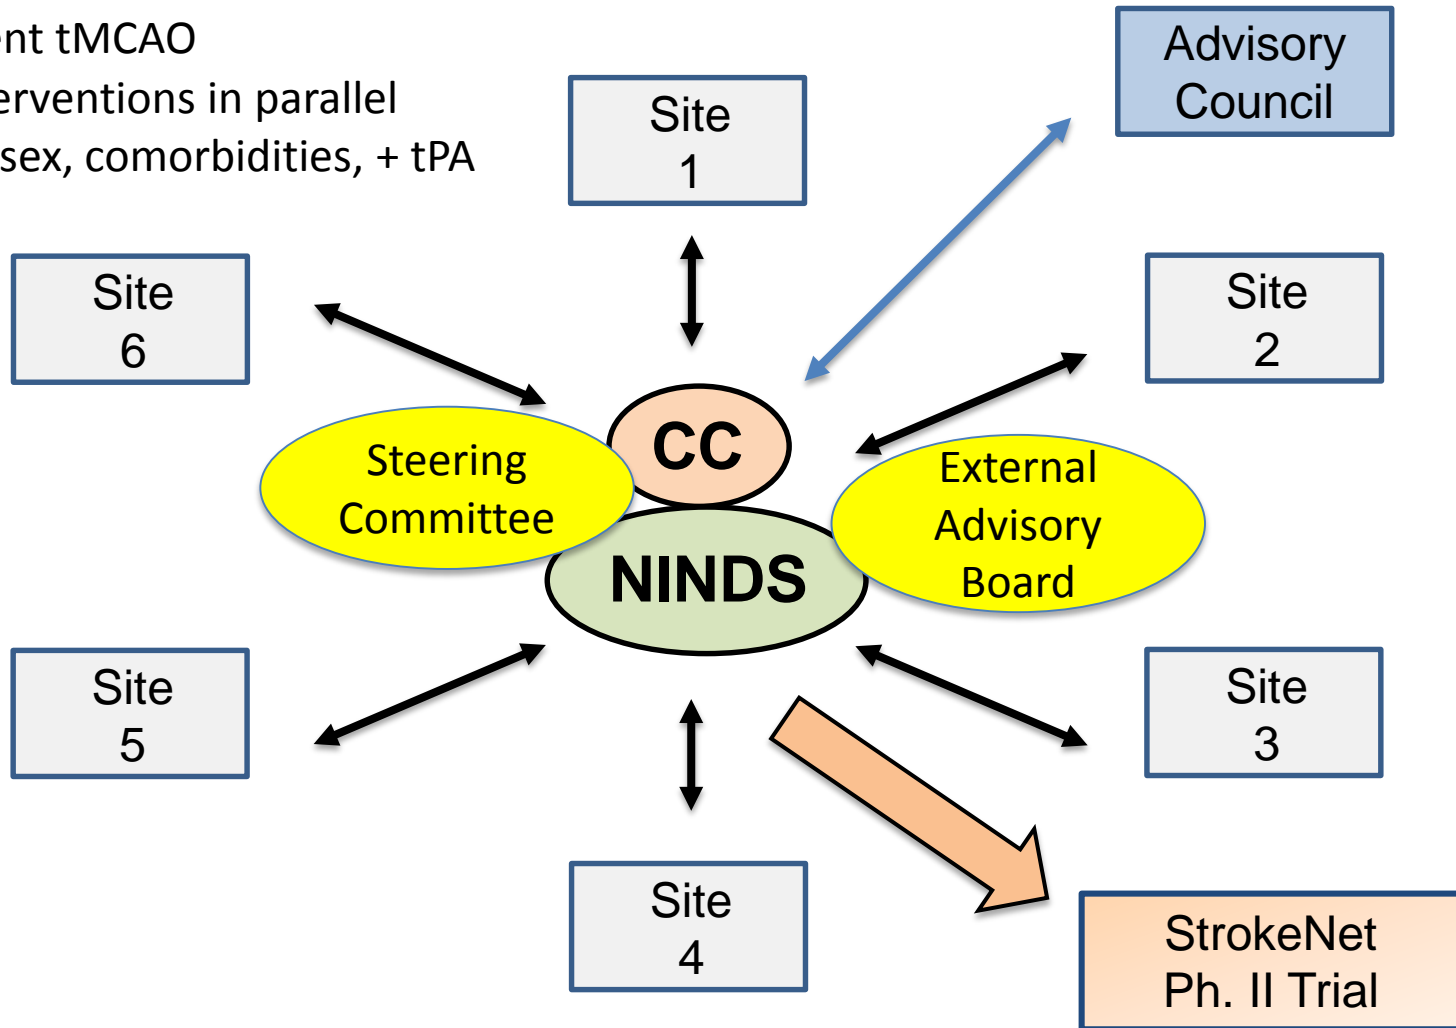 ent tMCAO
erventions in parallel
sex, comorbidities, + tPA
Advisory
Council
Site
1
Site
6
Site
2
CC
Steering
Committee
External
Advisory
Board
NINDS
Site
5
Site
3
Site
4
StrokeNet
Ph. II Trial